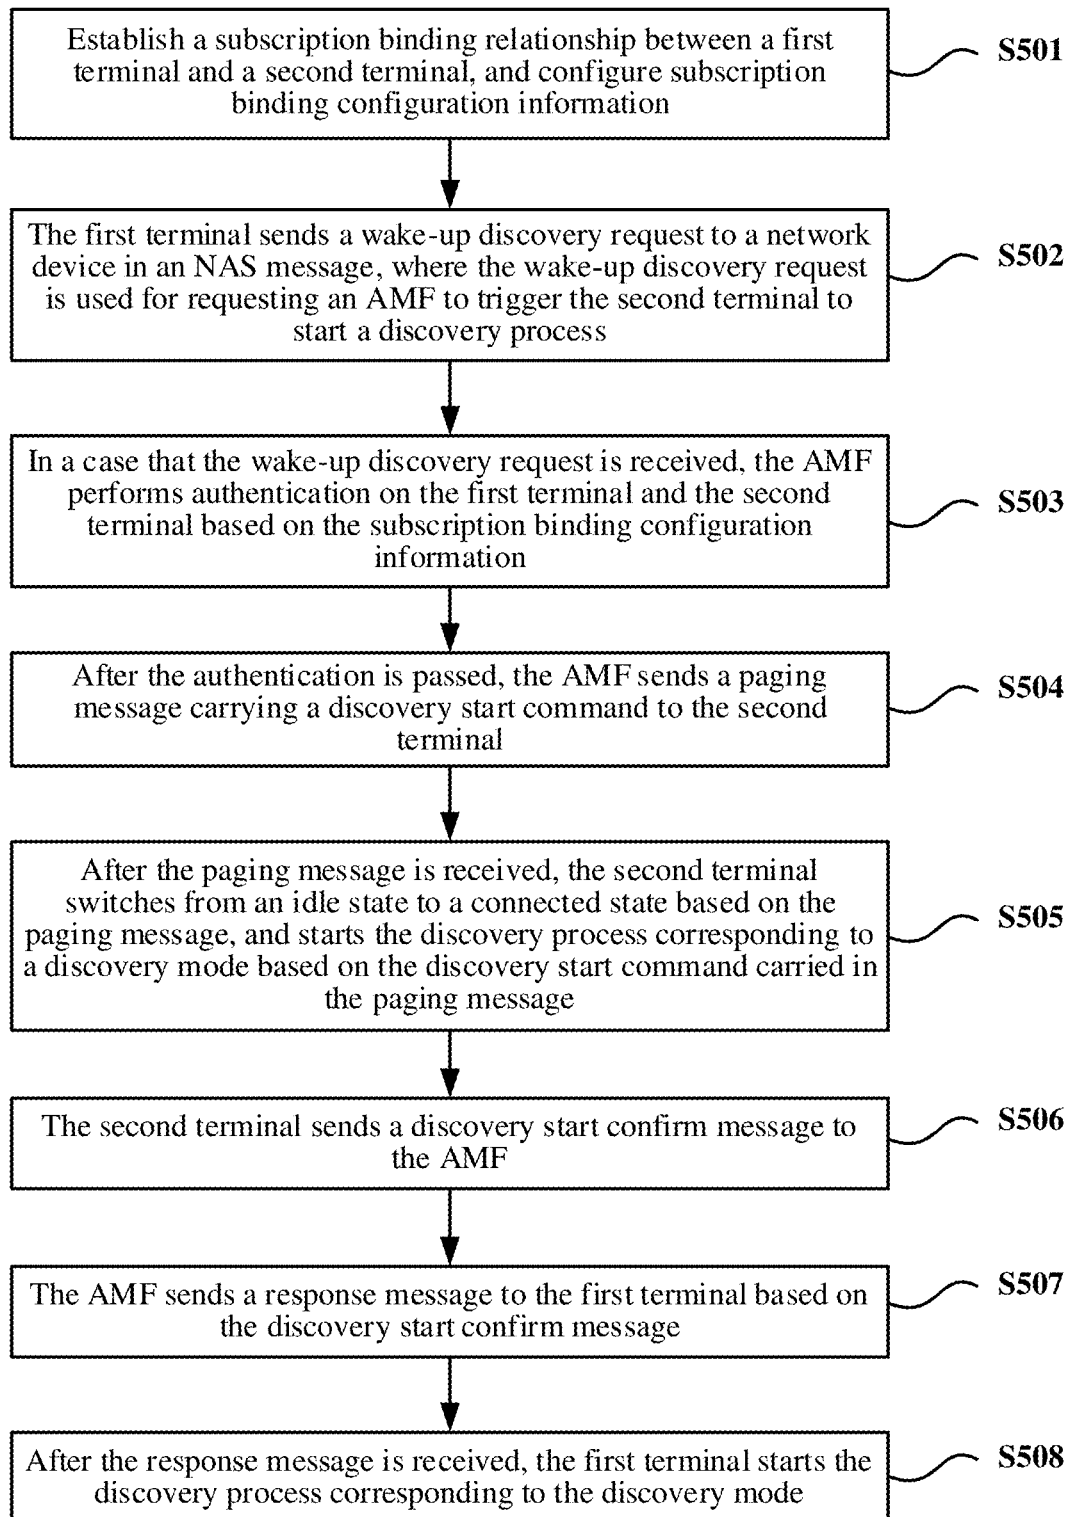 Establish a subscription binding relationship between a first
terminal and a second terminal, and configure subscription
binding configuration information
S501
The first terminal sends a wake-up discovery request to a network
device in an NAS message, where the wake-up discovery request
is used for requesting an AMF to trigger the second terminal to
start a discovery process
S502
In a case that the wake-up discovery request is received, the AMF
performs authentication on the first terminal and the second
terminal based on the subscription binding configuration
information
S503
After the authentication is passed, the AMF sends a paging
message carrying a discovery start command to the second
terminal
S504
After the paging message is received, the second terminal
switches from an idle state to a connected state based on the
paging message, and starts the discovery process corresponding to
a discovery mode based on the discovery start command carried in
the paging message
S505
The second terminal sends a discovery start confirm message to
the AMF
S506
The AMF sends a response message to the first terminal based on
the discovery start confirm message
S507
After the response message is received, the first terminal starts the
discovery process corresponding to the discovery mode
S508